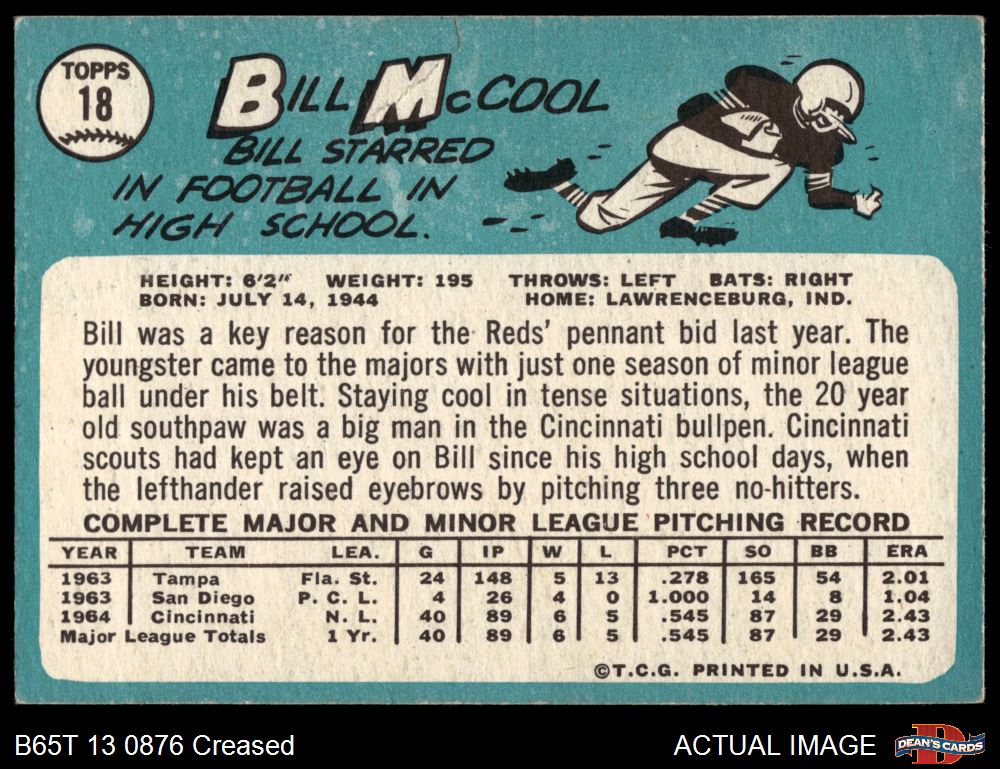 TOPPS
18
BILL McCOOL
BILL STARRED
IN FOOTBALL IN
HIGH SCHOOL.
HEIGHT: 6'2" WEIGHT: 195 THROWS: LEFT BATS: RIGHT
BORN: JULY 14, 1944 HOME: LAWRENCEBURG, IND.
Bill was a key reason for the Reds' pennant bid last year. The
youngster came to the majors with just one season of minor league
ball under his belt. Staying cool in tense situations, the 20 year
old southpaw was a big man in the Cincinnati bullpen. Cincinnati
scouts had kept an eye on Bill since his high school days, when
the lefthander raised eyebrows by pitching three no-hitters.
COMPLETE MAJOR AND MINOR LEAGUE PITCHING RECORD
YEAR TEAM LEA. G IP W L PCT SO BB ERA
1963 Tampa Fla. St. 24 148 5 13 .278 165 54 2.01
1963 San Diego P. C. L. 4 26 4 0 1.000 14 8 1.04
1964 Cincinnati N. L. 40 89 6 5 .545 87 29 2.43
Major League Totals 1 Yr. 40 89 6 5 .545 87 29 2.43
©T.C.G. PRINTED IN U.S.A.
B65T 13 0876 Creased ACTUAL IMAGE DEAN'S CARDS